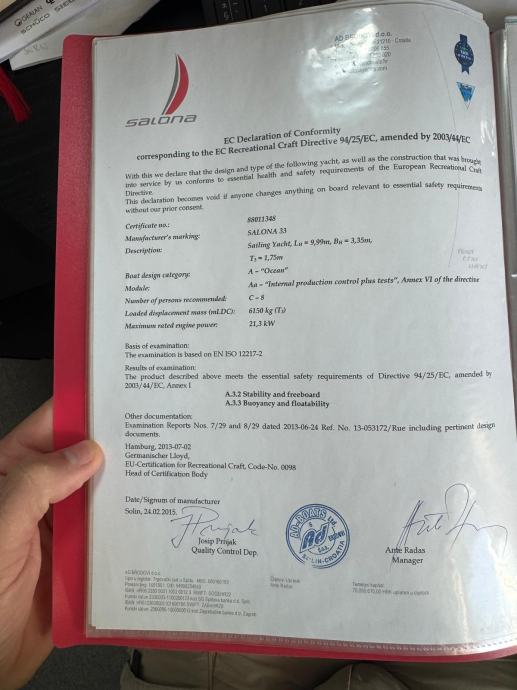 salona
AD BRODOVI d.o.o.
EC Declaration of Conformity
corresponding to the EC Recreational Craft Directive 94/25/EC, amended by 2003/44/EC
With this we declare that the design and type of the following yacht, as well as the construction that was brought
into service by us conforms to essential health and safety requirements of the European Recreational Craft
Directive.
This declaration becomes void if anyone changes anything on board relevant to essential safety requirements
without our prior consent.
Certificate no.: 88011348
Manufacturer's marking: SALONA 33
Description: Sailing Yacht, LH = 9,99m, BH = 3,35m,
T3 = 1,75m
Boat design category: A – "Ocean"
Module: Aa – "Internal production control plus tests", Annex VI of the directive
Number of persons recommended: C – 8
Loaded displacement mass (mLDC): 6150 kg (T3)
Maximum rated engine power: 21,3 kW
Basis of examination:
The examination is based on EN ISO 12217-2
Results of examination:
The product described above meets the essential safety requirements of Directive 94/25/EC, amended by
2003/44/EC, Annex I
A.3.2 Stability and freeboard
A.3.3 Buoyancy and floatability
Other documentation:
Examination Reports Nos. 7/29 and 8/29 dated 2013-06-24 Ref. No. 13-053172/Rue including pertinent design
documents.
Hamburg, 2013-07-02
Germanischer Lloyd,
EU-Certification for Recreational Craft, Code-No. 0098
Head of Certification Body
Date/Signum of manufacturer
Solin, 24.02.2015.
Josip Prnjak
Quality Control Dep.
Ante Radas
Manager
AD BRODOVI d.o.o.
Ante Radas